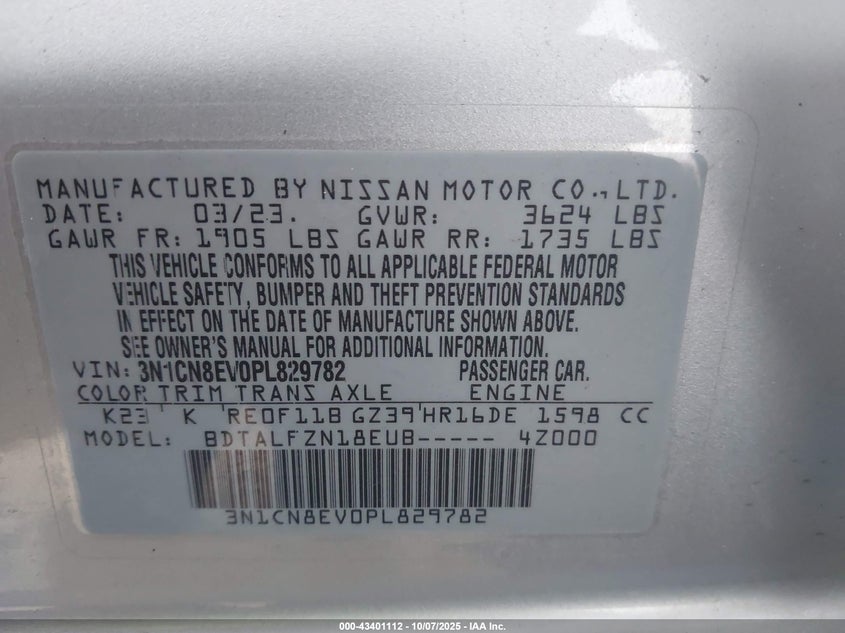 MANUFACTURED BY NISSAN MOTOR CO., LTD.
DATE: 03/23. GVWR: 3624 LBS
GAWR FR: 1905 LBS GAWR RR: 1735 LBS
THIS VEHICLE CONFORMS TO ALL APPLICABLE FEDERAL MOTOR
VEHICLE SAFETY, BUMPER AND THEFT PREVENTION STANDARDS
IN EFFECT ON THE DATE OF MANUFACTURE SHOWN ABOVE.
SEE OWNER'S MANUAL FOR ADDITIONAL INFORMATION.
VIN: 3N1CN8EV0PL829782 PASSENGER CAR.
COLOR TRIM TRANS AXLE ENGINE
K23 K RE0F11B GZ39 HR16DE 1598 CC
MODEL: BDTALFZN18EUB----- 4Z000
3N1CN8EV0PL829782
000-43401112 - 10/07/2025 - IAA Inc.